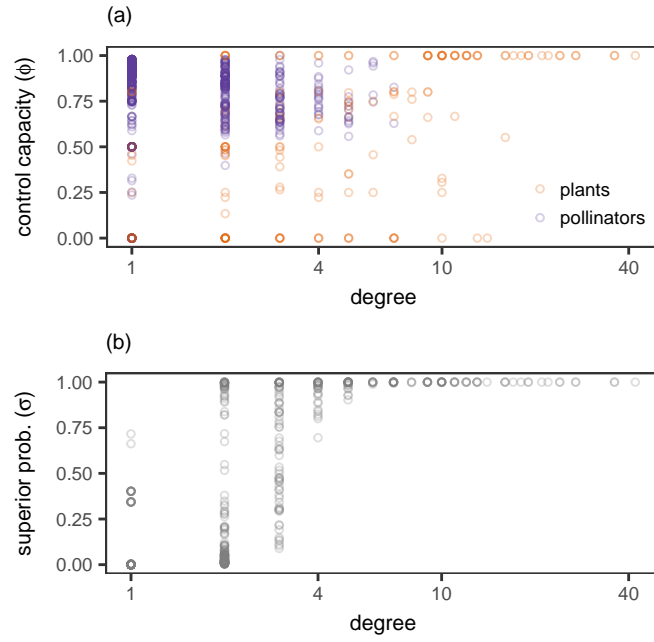 (a)
control capacity (ϕ)
1.00
0.75
0.50
0.25
0.00
plants
pollinators
1
4
10
40
degree
(b)
superior prob. (σ)
1.00
0.75
0.50
0.25
0.00
1
4
10
40
degree